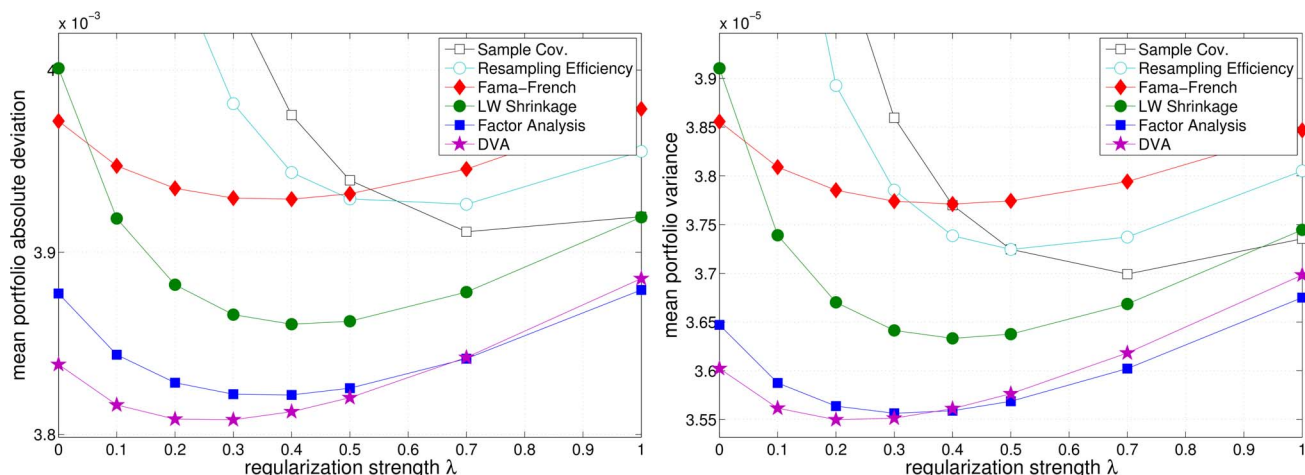 x 10⁻³
mean portfolio absolute deviation
4
3.9
3.8
Sample Cov.
Resampling Efficiency
Fama-French
LW Shrinkage
Factor Analysis
DVA
0 0.1 0.2 0.3 0.4 0.5 0.6 0.7 0.8 0.9 1
regularization strength λ
x 10⁻⁵
mean portfolio variance
3.9
3.85
3.8
3.75
3.7
3.65
3.6
3.55
Sample Cov.
Resampling Efficiency
Fama-French
LW Shrinkage
Factor Analysis
DVA
0 0.1 0.2 0.3 0.4 0.5 0.6 0.7 0.8 0.9 1
regularization strength λ